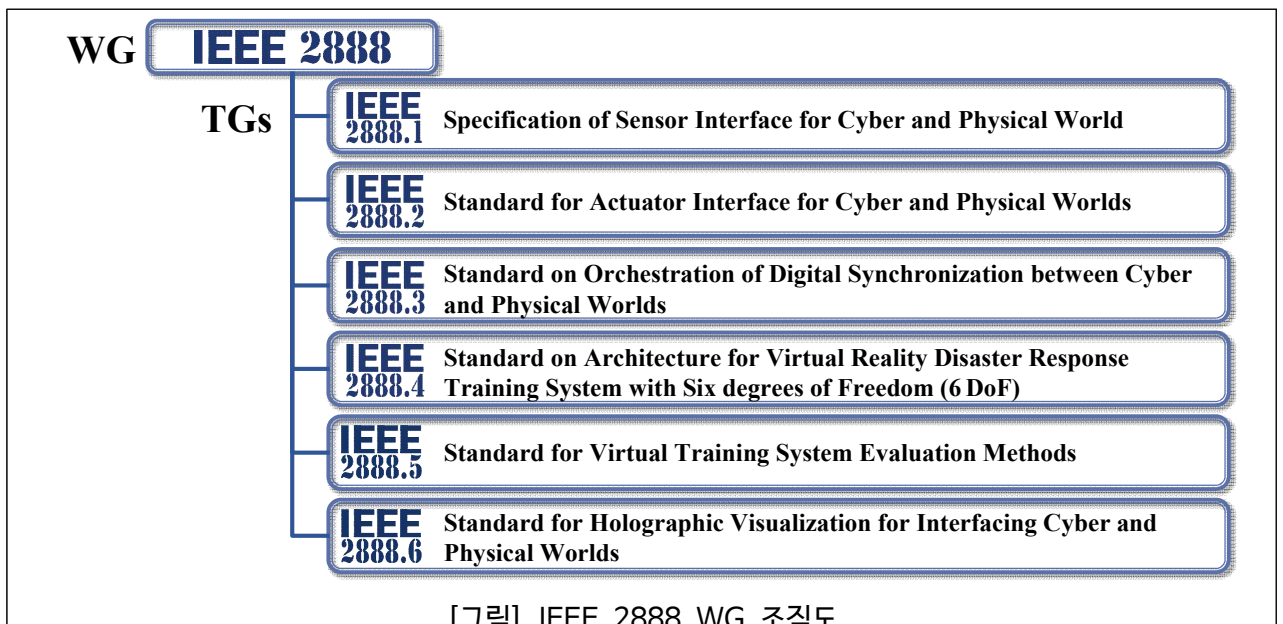 WG IEEE 2888
TGs
IEEE 2888.1 Specification of Sensor Interface for Cyber and Physical World
IEEE 2888.2 Standard for Actuator Interface for Cyber and Physical Worlds
IEEE 2888.3 Standard on Orchestration of Digital Synchronization between Cyber
and Physical Worlds
IEEE 2888.4 Standard on Architecture for Virtual Reality Disaster Response
Training System with Six degrees of Freedom (6 DoF)
IEEE 2888.5 Standard for Virtual Training System Evaluation Methods
IEEE 2888.6 Standard for Holographic Visualization for Interfacing Cyber and
Physical Worlds
[그림] IEEE 2888 WG 조직도